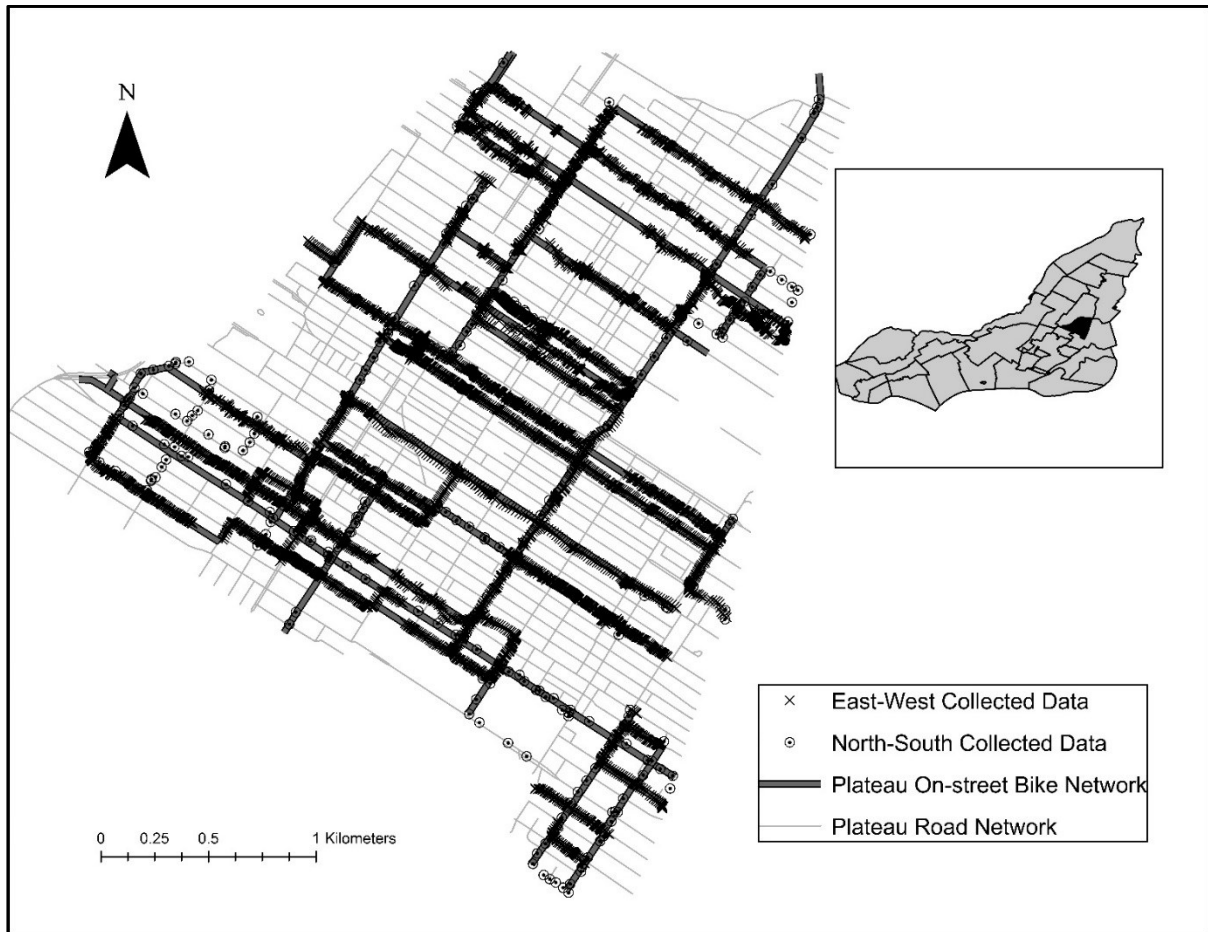 N
East-West Collected Data
North-South Collected Data
Plateau On-street Bike Network
Plateau Road Network
0 0.25 0.5 1 Kilometers